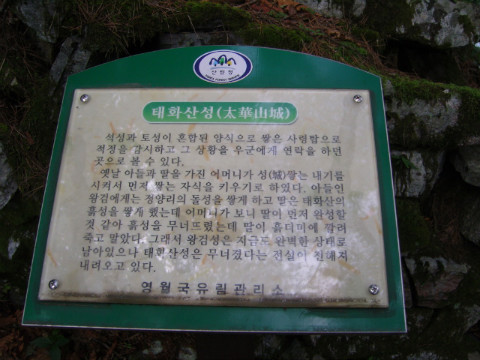 산림청
태화산성(太華山城)
석성과 토성이 혼합된 양식으로 쌓은 사령탑으로
적정을 감시하고 그 상황을 우군에게 연락을 하던
곳으로 볼 수 있다.
옛날 아들과 딸을 가진 어머니가 성(城)쌓는 내기를
시켜서 먼저 쌓는 자식을 키우기로 하였다. 아들인
왕검에게는 정양리의 돌성을 쌓게 하고 딸은 태화산의
흙성을 쌓게 했는데 어머니가 보니 딸이 먼저 완성할
것 같아 흙성을 무너뜨렸는데 딸이 흙더미에 깔려
죽고 말았다. 그래서 왕검성은 지금도 완벽한 상태로
남아있으나 태화산성은 무너졌다는 전설이 전해져
내려오고 있다.
영월국유림관리소